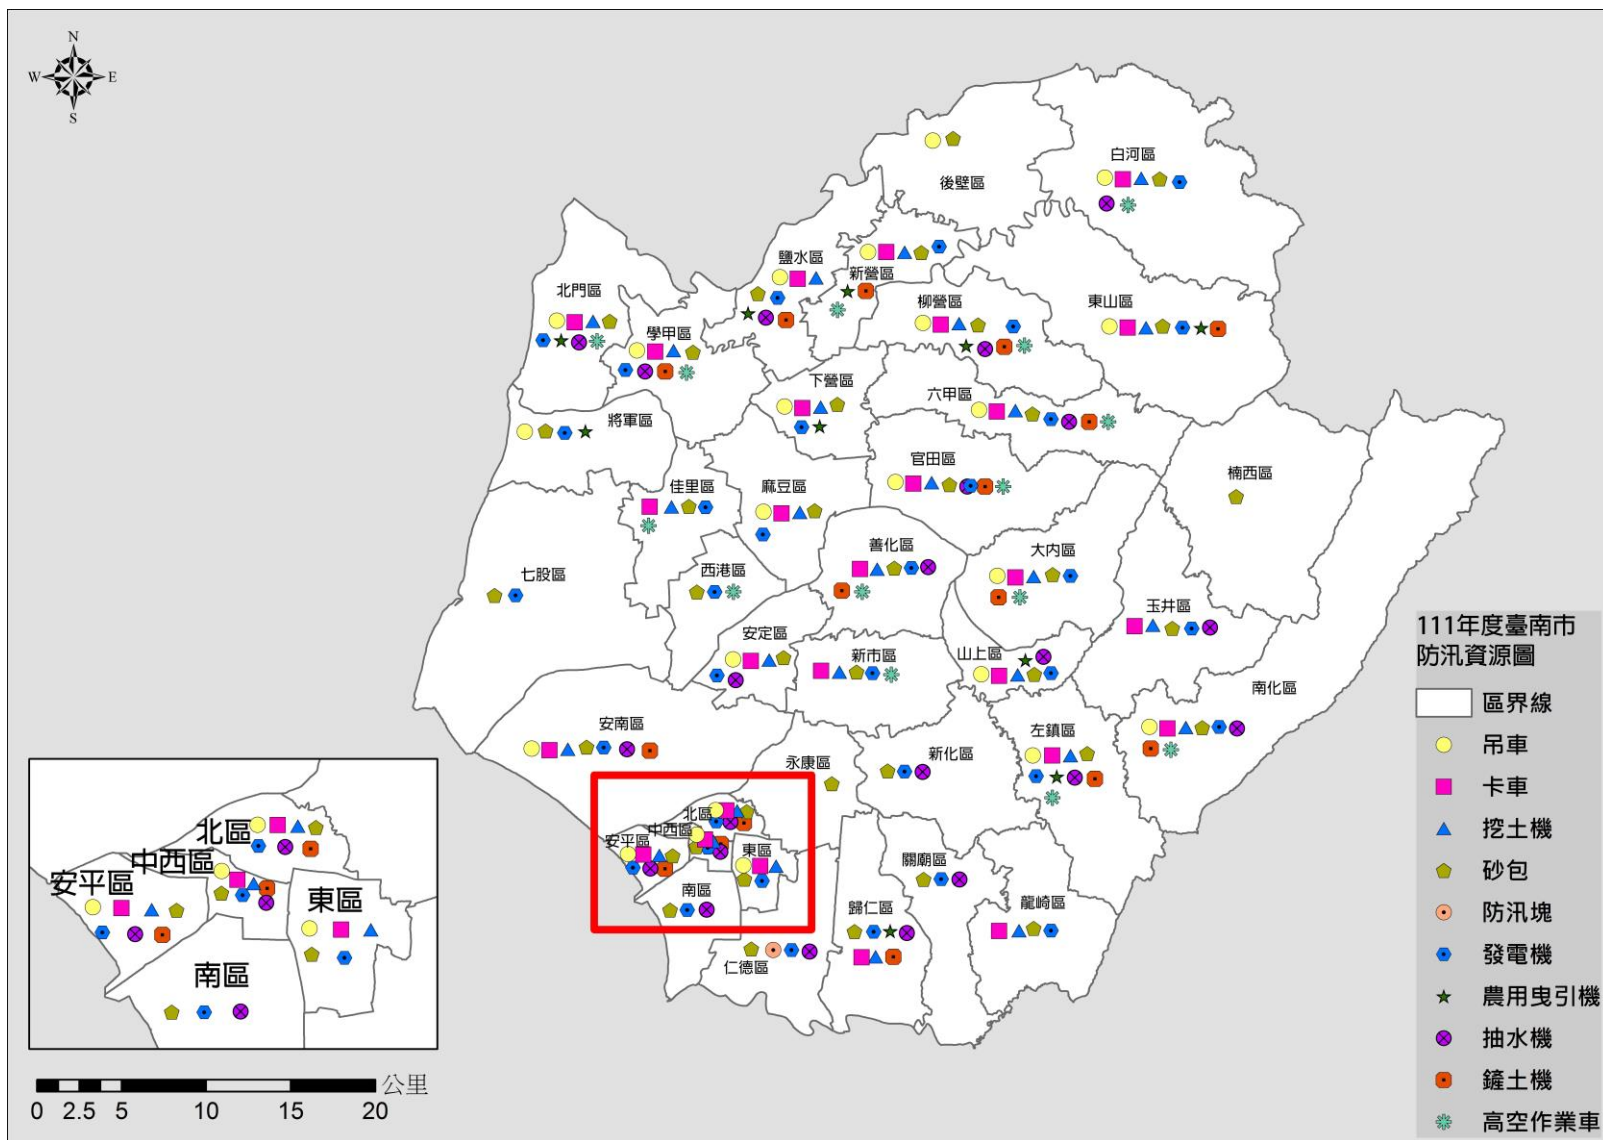 N
W
E
S
後壁區
白河區
鹽水區
新營區
北門區
學甲區
柳營區
東山區
下營區
六甲區
將軍區
官田區
楠西區
佳里區
麻豆區
善化區
大內區
七股區
西港區
玉井區
安定區
新市區
山上區
南化區
安南區
永康區
新化區
左鎮區
北區
中西區
安平區
東區
南區
關廟區
歸仁區
龍崎區
仁德區
北區
中西區
安平區
東區
南區
公里
0 2.5 5 10 15 20
111年度臺南市
防汛資源圖
區界線
吊車
卡車
挖土機
砂包
防汛塊
發電機
農用曳引機
抽水機
鏟土機
高空作業車